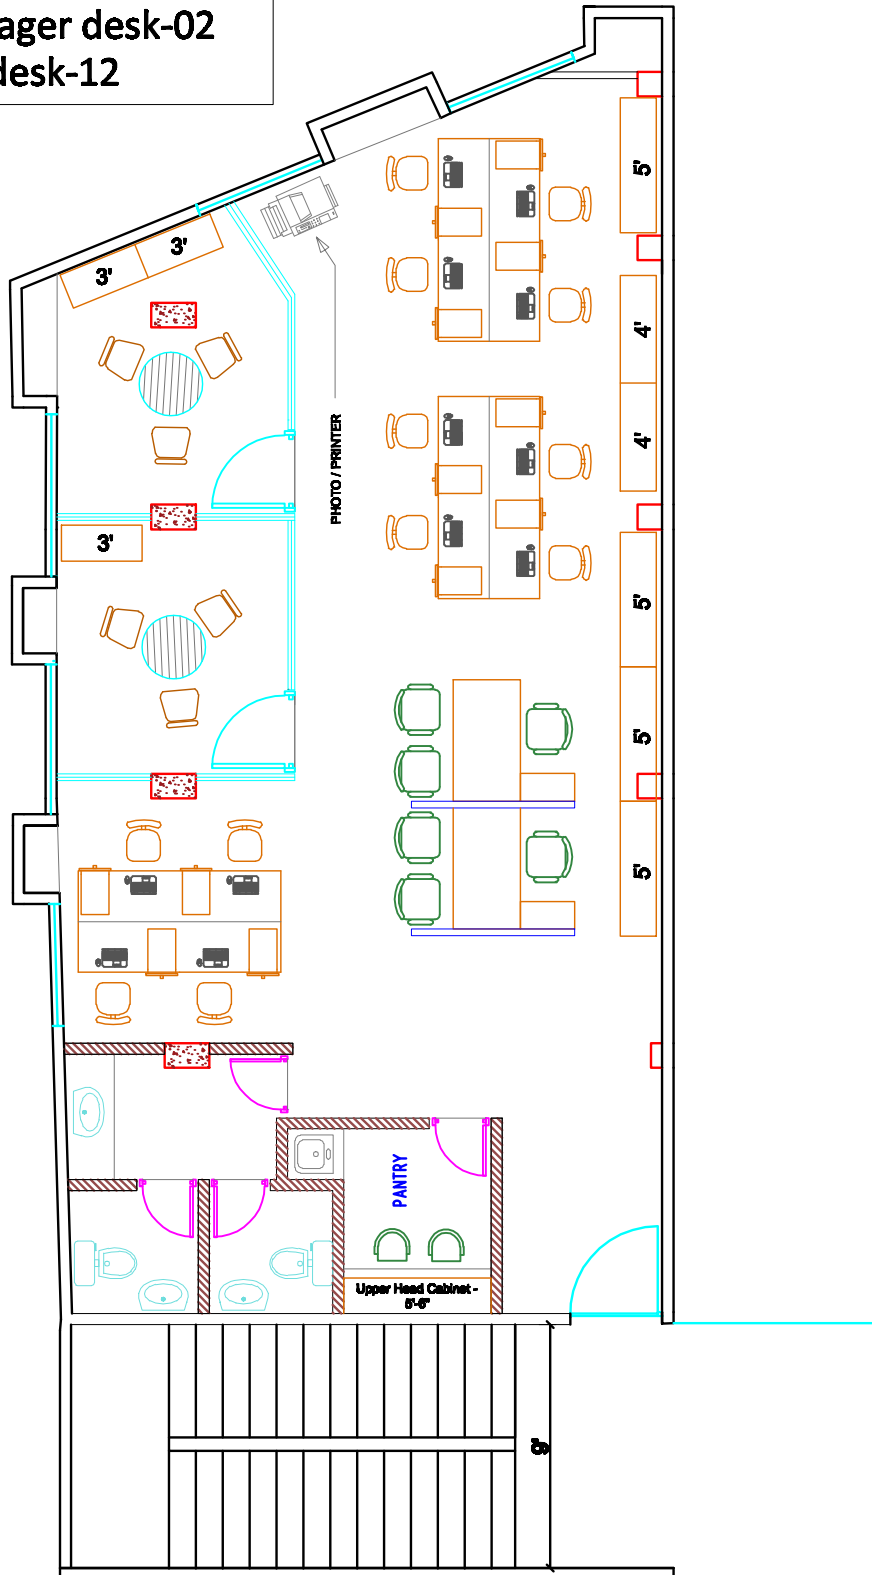 ager desk-02
desk-12
5'
3'
3'
4'
4'
PHOTO / PRINTER
3'
5'
5'
5'
PANTRY
Upper Head Cabinet -
5'-6"
9'